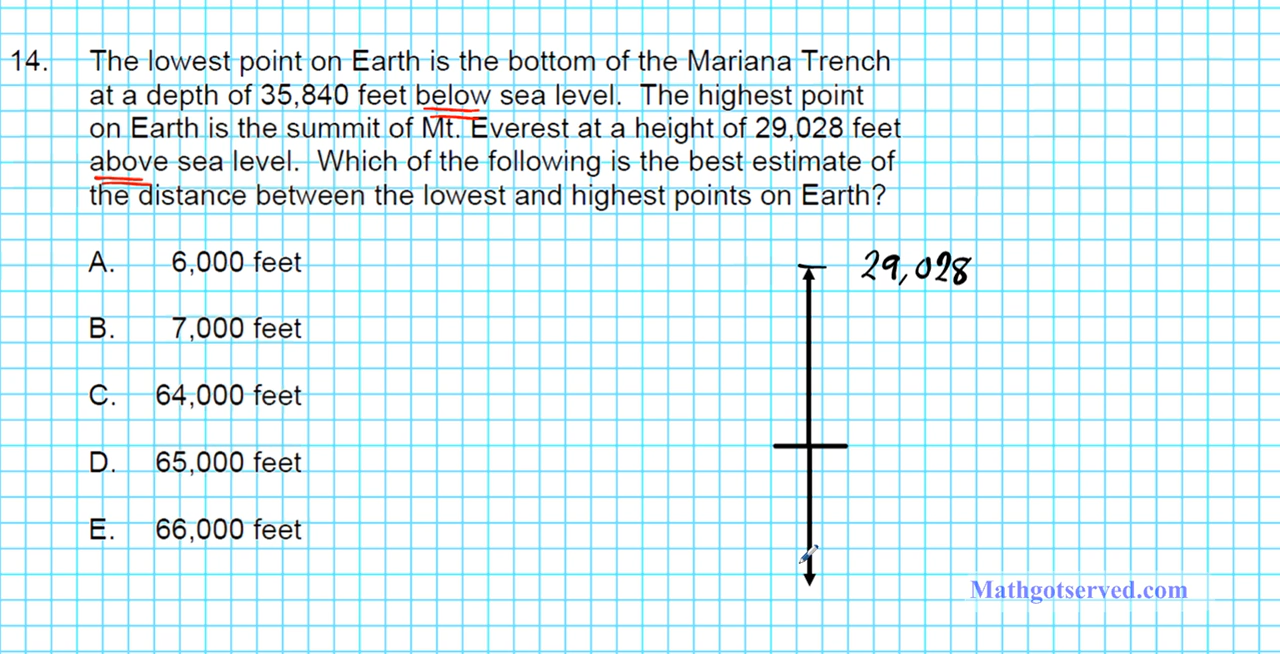 14. The lowest point on Earth is the bottom of the Mariana Trench
at a depth of 35,840 feet below sea level. The highest point
on Earth is the summit of Mt. Everest at a height of 29,028 feet
above sea level. Which of the following is the best estimate of
the distance between the lowest and highest points on Earth?
A. 6,000 feet
29,028
B. 7,000 feet
C. 64,000 feet
D. 65,000 feet
E. 66,000 feet
Mathgotserved.com